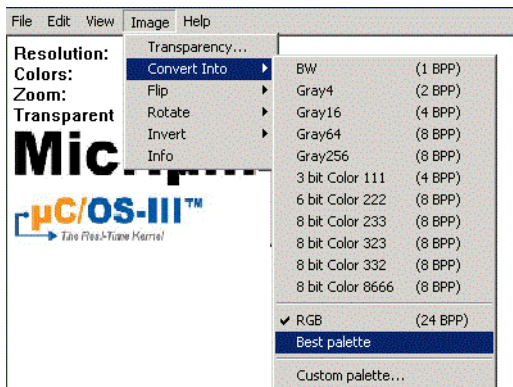 File Edit View Image Help
Resolution:
Colors:
Zoom:
Transparent
Transparency...
Convert Into
Flip
Rotate
Invert
Info
BW (1 BPP)
Gray4 (2 BPP)
Gray16 (4 BPP)
Gray64 (8 BPP)
Gray256 (8 BPP)
3 bit Color 111 (4 BPP)
6 bit Color 222 (8 BPP)
8 bit Color 233 (8 BPP)
8 bit Color 323 (8 BPP)
8 bit Color 332 (8 BPP)
8 bit Color 8666 (8 BPP)
RGB (24 BPP)
Best palette
Custom palette...
µC/OS-III™
The Real-Time Kernel